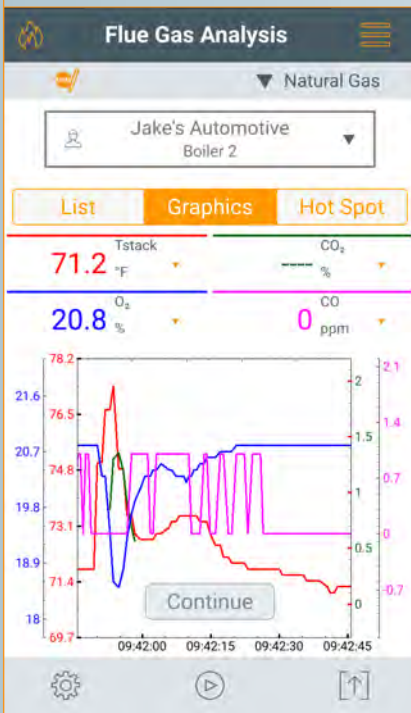 Flue Gas Analysis
Natural Gas
Jake's Automotive
Boiler 2
List Graphics Hot Spot
Tstack CO₂
71.2 °F ---- %
O₂ CO
20.8 % 0 ppm
78.2
2.1
2
21.6
76.5
1.4
1.5
20.7
74.8
0.7
1
19.8
73.1
0
0.5
18.9
71.4
-0.7
0
18
69.7
Continue
09:42:00 09:42:15 09:42:30 09:42:45